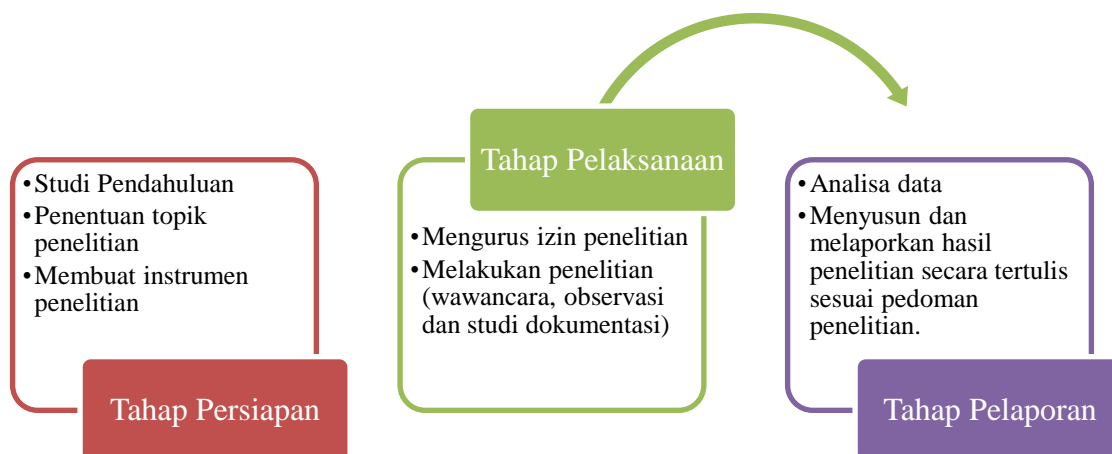 •Studi Pendahuluan
•Penentuan topik
penelitian
•Membuat instrumen
penelitian
Tahap Persiapan
Tahap Pelaksanaan
•Mengurus izin penelitian
•Melakukan penelitian
(wawancara, observasi
dan studi dokumentasi)
•Analisa data
•Menyusun dan
melaporkan hasil
penelitian secara tertulis
sesuai pedoman
penelitian.
Tahap Pelaporan